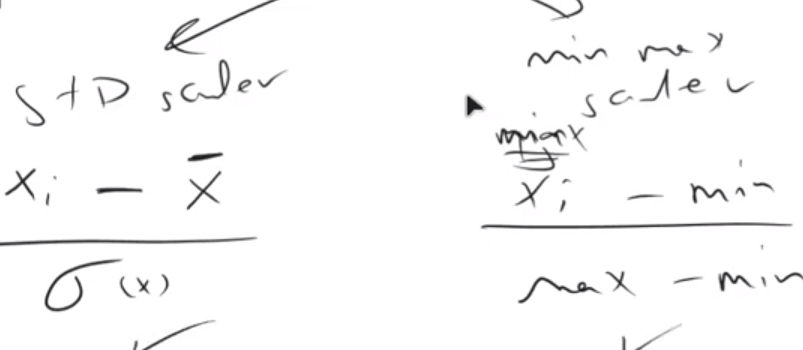 STD scaler
xi - x̄
σ(x)
min max
scaler
xi - min
max - min